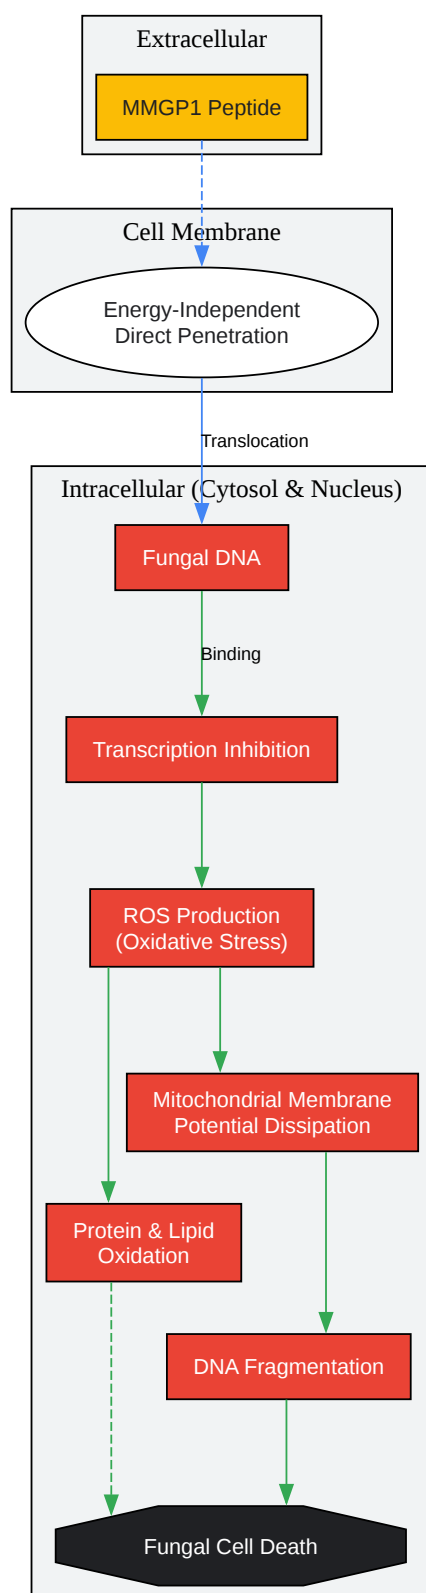 Extracellular
MMGP1 Peptide
Cell Membrane
Energy-Independent
Direct Penetration
Translocation
Intracellular (Cytosol & Nucleus)
Fungal DNA
Binding
Transcription Inhibition
ROS Production
(Oxidative Stress)
Mitochondrial Membrane
Potential Dissipation
Protein & Lipid
Oxidation
DNA Fragmentation
Fungal Cell Death